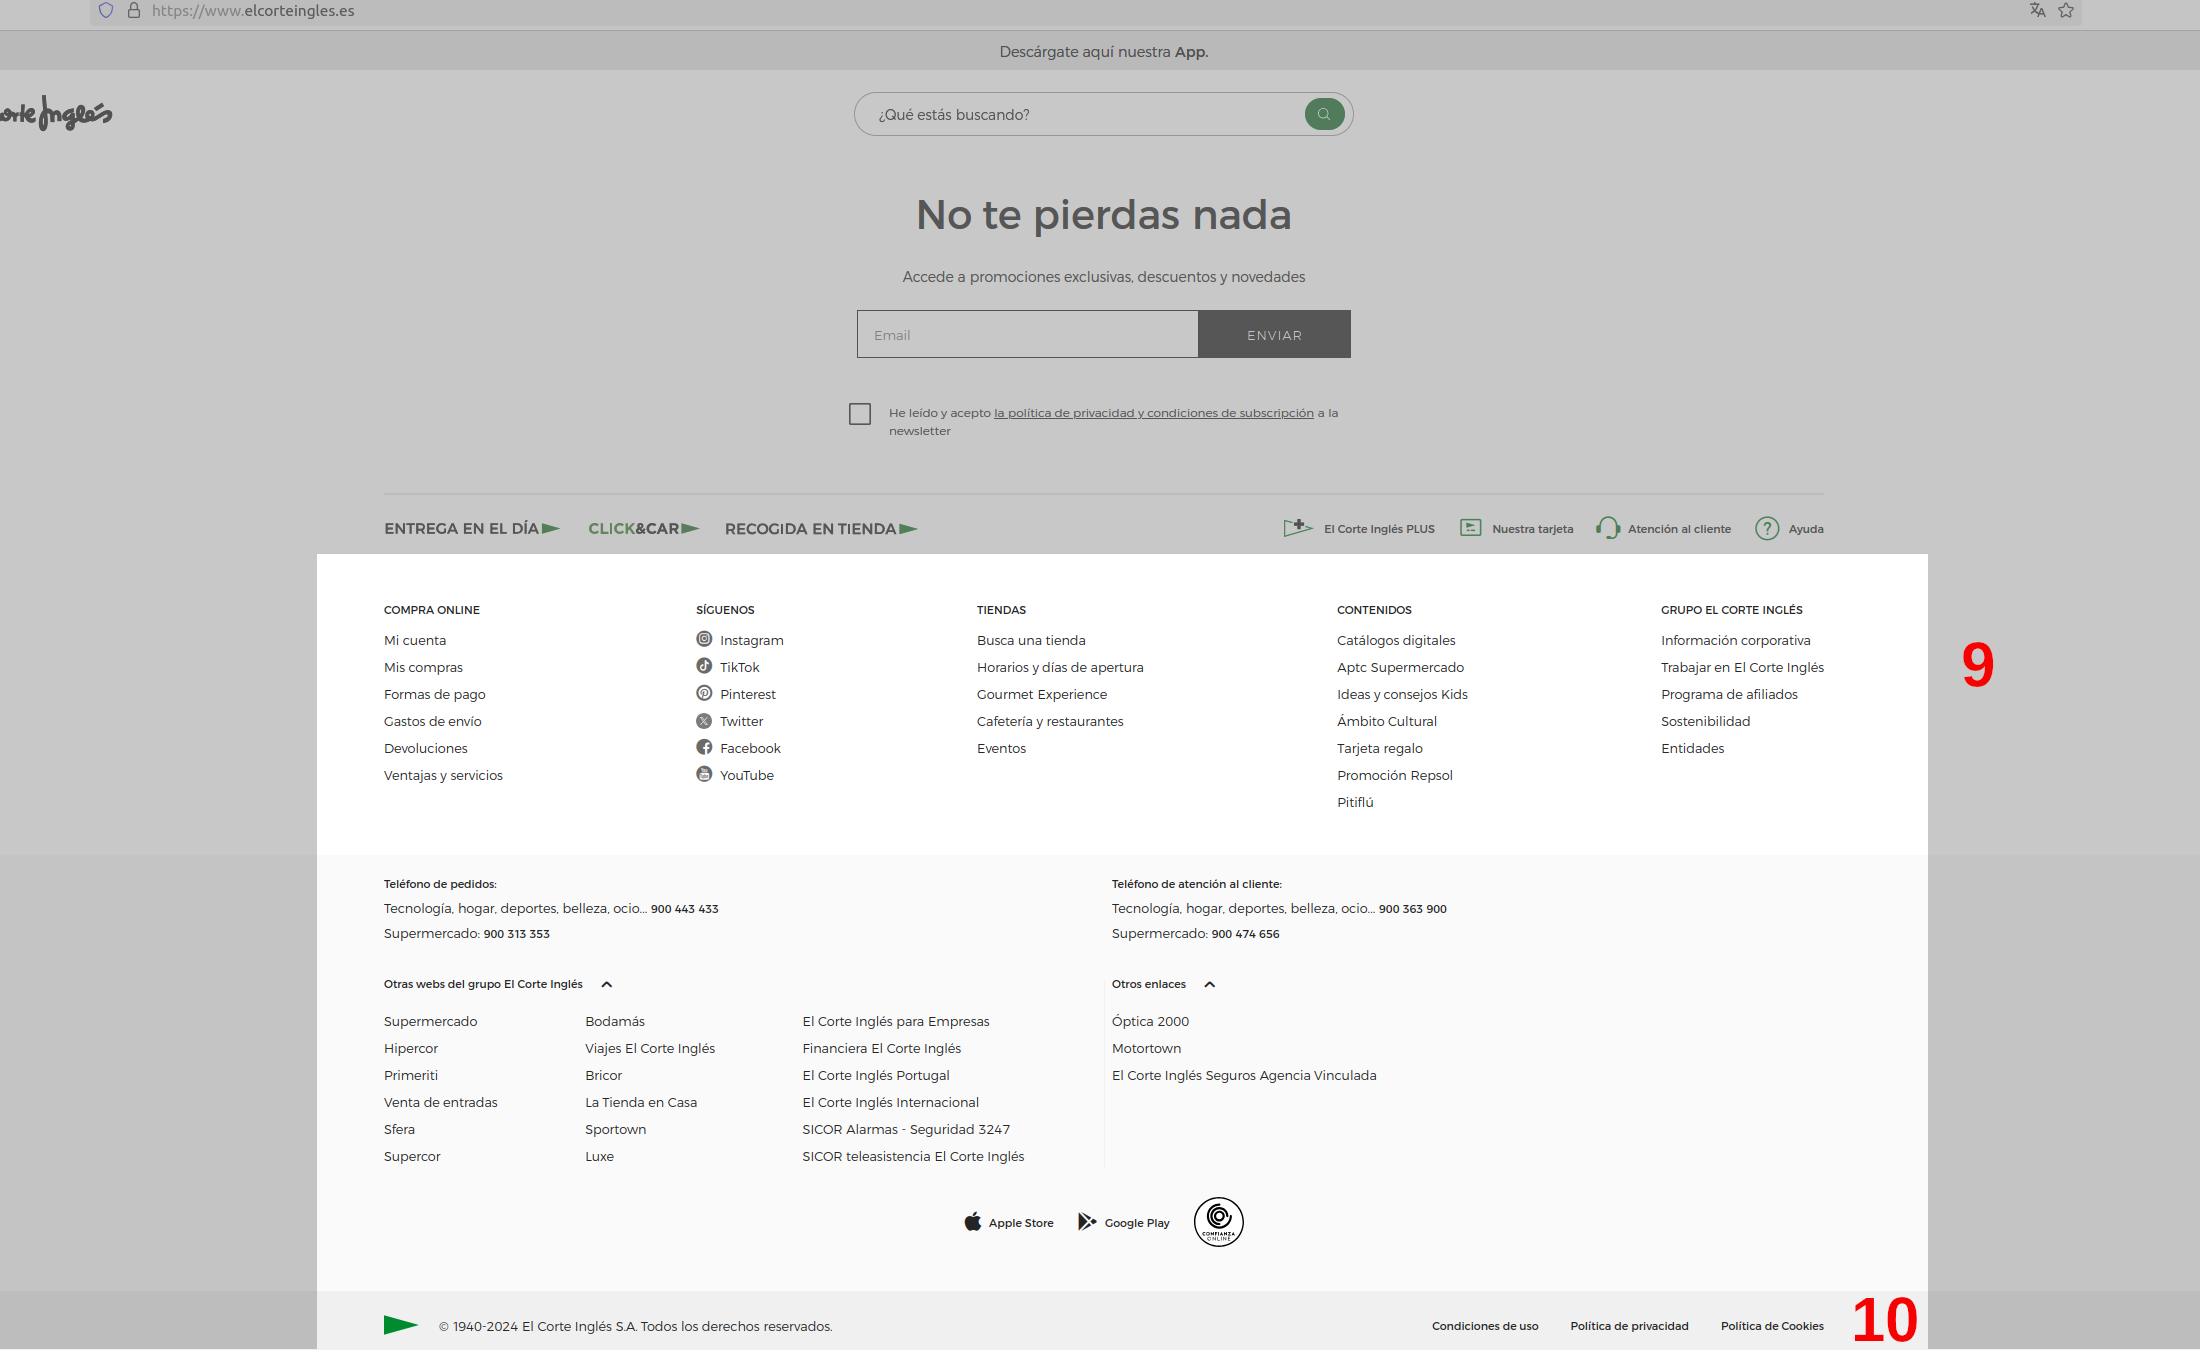 https://www.elcorteingles.es
Descárgate aquí nuestra App.
orte Inglés
¿Qué estás buscando?
No te pierdas nada
Accede a promociones exclusivas, descuentos y novedades
Email
ENVIAR
He leído y acepto la política de privacidad y condiciones de subscripción a la
newsletter
ENTREGA EN EL DÍA
CLICK&CAR
RECOGIDA EN TIENDA
El Corte Inglés PLUS
Nuestra tarjeta
Atención al cliente
Ayuda
COMPRA ONLINE
Mi cuenta
Mis compras
Formas de pago
Gastos de envío
Devoluciones
Ventajas y servicios
SÍGUENOS
Instagram
TikTok
Pinterest
Twitter
Facebook
YouTube
TIENDAS
Busca una tienda
Horarios y días de apertura
Gourmet Experience
Cafetería y restaurantes
Eventos
CONTENIDOS
Catálogos digitales
Aptc Supermercado
Ideas y consejos Kids
Ámbito Cultural
Tarjeta regalo
Promoción Repsol
Pitiflú
GRUPO EL CORTE INGLÉS
Información corporativa
Trabajar en El Corte Inglés
Programa de afiliados
Sostenibilidad
Entidades
9
Teléfono de pedidos:
Tecnología, hogar, deportes, belleza, ocio... 900 443 433
Supermercado: 900 313 353
Teléfono de atención al cliente:
Tecnología, hogar, deportes, belleza, ocio... 900 363 900
Supermercado: 900 474 656
Otras webs del grupo El Corte Inglés
Supermercado
Hipercor
Primeriti
Venta de entradas
Sfera
Supercor
Bodamás
Viajes El Corte Inglés
Bricor
La Tienda en Casa
Sportown
Luxe
El Corte Inglés para Empresas
Financiera El Corte Inglés
El Corte Inglés Portugal
El Corte Inglés Internacional
SICOR Alarmas - Seguridad 3247
SICOR teleasistencia El Corte Inglés
Otros enlaces
Óptica 2000
Motortown
El Corte Inglés Seguros Agencia Vinculada
Apple Store
Google Play
CONFIANZA
ONLINE
© 1940-2024 El Corte Inglés S.A. Todos los derechos reservados.
Condiciones de uso
Política de privacidad
Política de Cookies
10